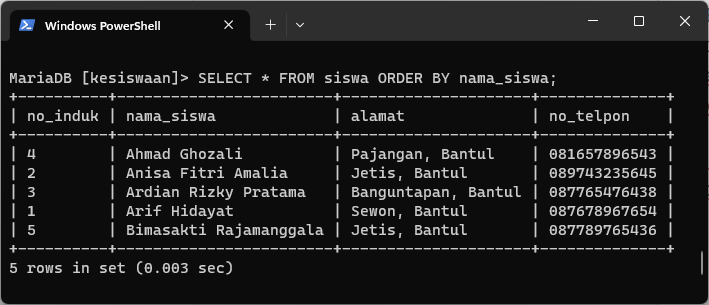 Windows PowerShell
MariaDB [kesiswaan]> SELECT * FROM siswa ORDER BY nama_siswa;
+----------+------------------------+---------------------+--------------+
| no_induk | nama_siswa             | alamat              | no_telpon    |
+----------+------------------------+---------------------+--------------+
| 4        | Ahmad Ghozali          | Pajangan, Bantul    | 081657896543 |
| 2        | Anisa Fitri Amalia     | Jetis, Bantul       | 089743235645 |
| 3        | Ardian Rizky Pratama   | Banguntapan, Bantul | 087765476438 |
| 1        | Arif Hidayat           | Sewon, Bantul       | 087678967654 |
| 5        | Bimasakti Rajamanggala | Jetis, Bantul       | 087789765436 |
+----------+------------------------+---------------------+--------------+
5 rows in set (0.003 sec)